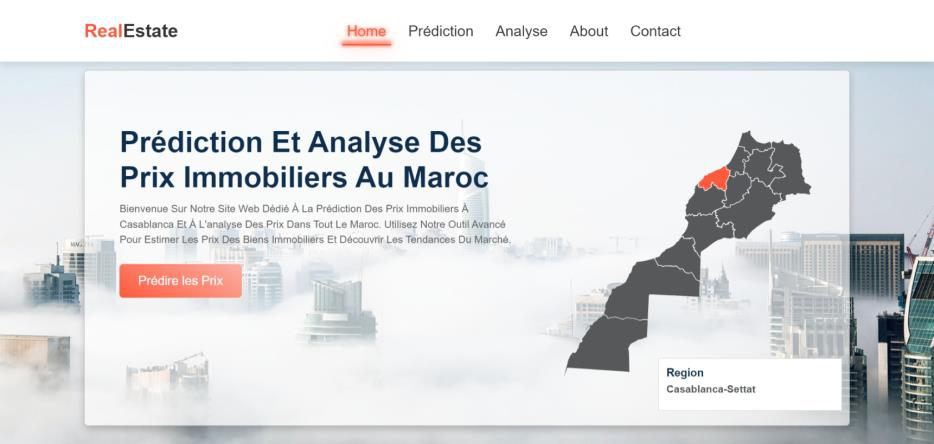 RealEstate
Home Prédiction Analyse About Contact
Prédiction Et Analyse Des
Prix Immobiliers Au Maroc
Bienvenue Sur Notre Site Web Dédié À La Prédiction Des Prix Immobiliers À
Casablanca Et À L'analyse Des Prix Dans Tout Le Maroc. Utilisez Notre Outil Avancé
Pour Estimer Les Prix Des Biens Immobiliers Et Découvrir Les Tendances Du Marché.
Prédire les Prix
Region
Casablanca-Settat